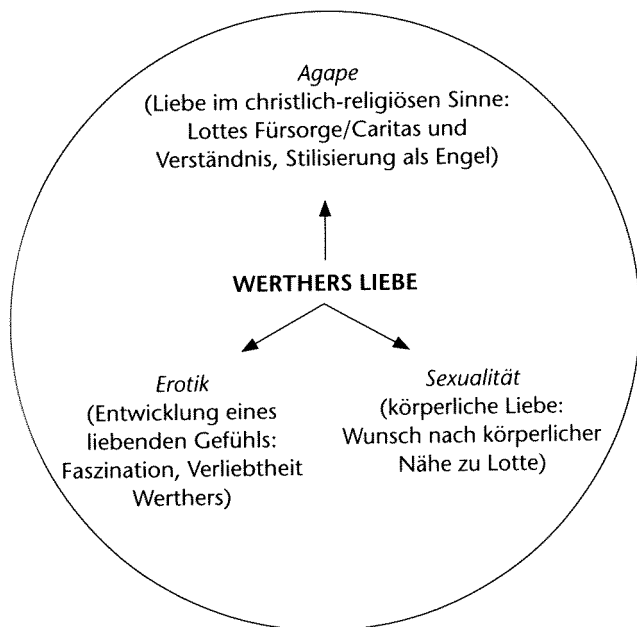 Agape
(Liebe im christlich-religiösen Sinne:
Lottes Fürsorge/Caritas und
Verständnis, Stilisierung als Engel)
WERTHERS LIEBE
Erotik
(Entwicklung eines
liebenden Gefühls:
Faszination, Verliebtheit
Werthers)
Sexualität
(körperliche Liebe:
Wunsch nach körperlicher
Nähe zu Lotte)